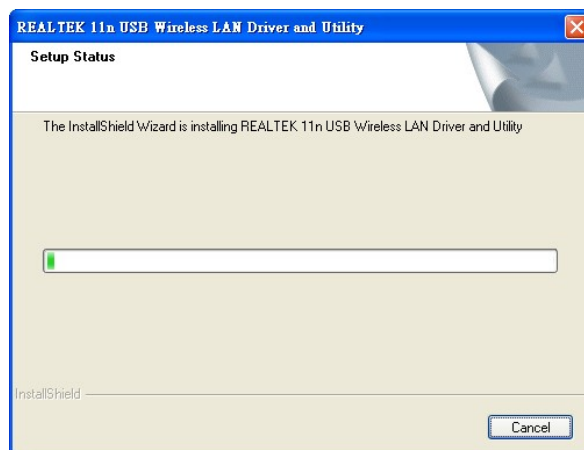 REALTEK 11n USB Wireless LAN Driver and Utility
Setup Status
The InstallShield Wizard is installing REALTEK 11n USB Wireless LAN Driver and Utility
InstallShield
Cancel